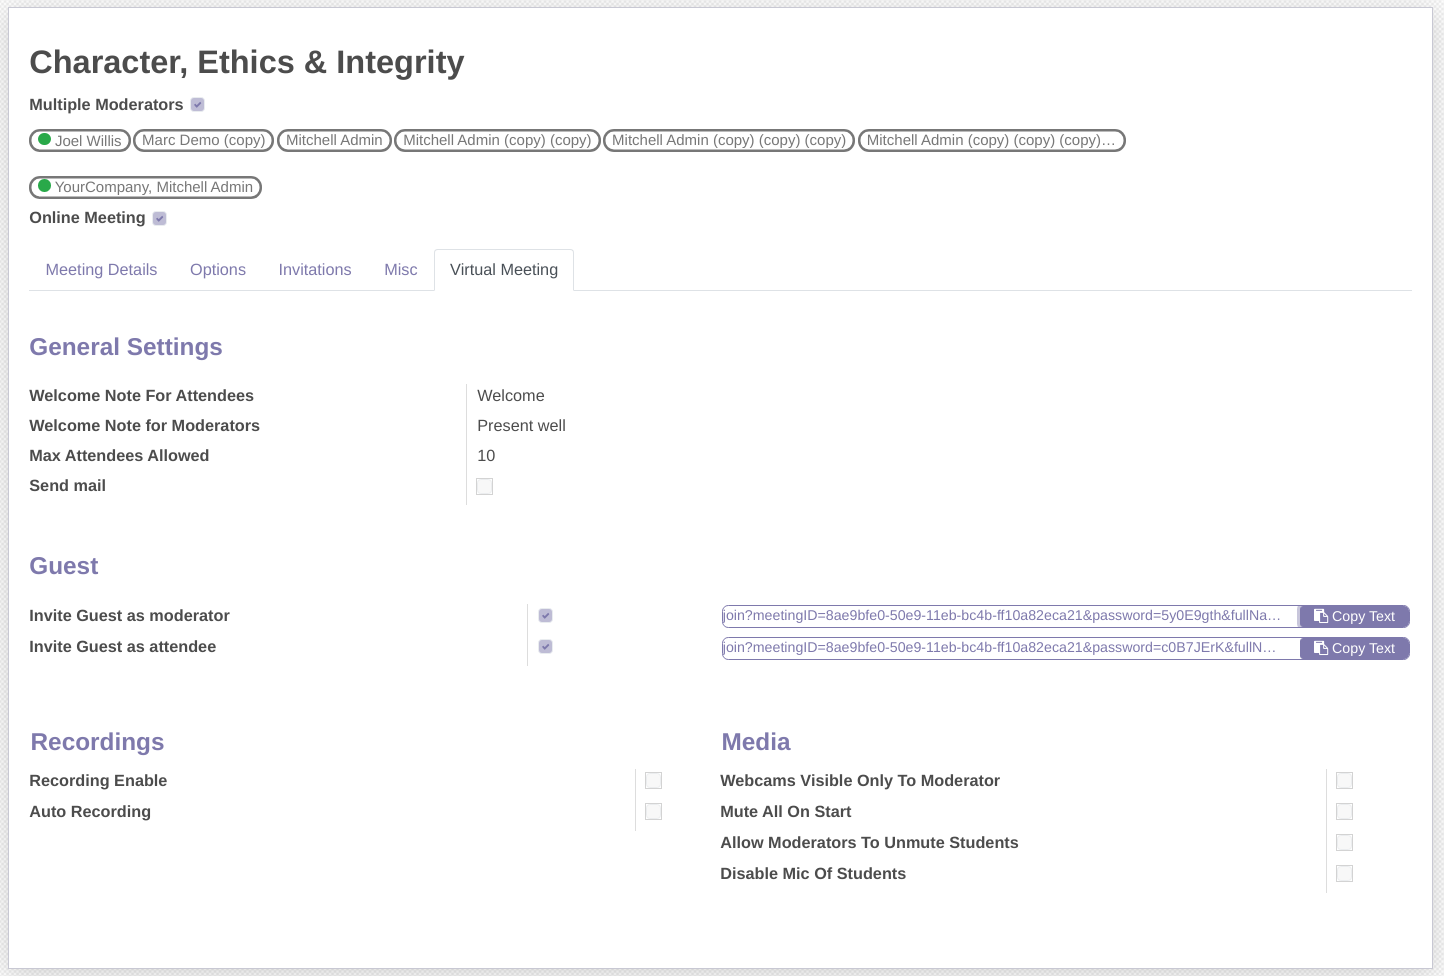 Character, Ethics & Integrity
Multiple Moderators
Joel Willis Marc Demo (copy) Mitchell Admin Mitchell Admin (copy) (copy) Mitchell Admin (copy) (copy) (copy) Mitchell Admin (copy) (copy) (copy)…
YourCompany, Mitchell Admin
Online Meeting
Meeting Details Options Invitations Misc Virtual Meeting
General Settings
Welcome Note For Attendees Welcome
Welcome Note for Moderators Present well
Max Attendees Allowed 10
Send mail
Guest
Invite Guest as moderator join?meetingID=8ae9bfe0-50e9-11eb-bc4b-ff10a82eca21&password=5y0E9gth&fullNa… Copy Text
Invite Guest as attendee join?meetingID=8ae9bfe0-50e9-11eb-bc4b-ff10a82eca21&password=c0B7JErK&fullN… Copy Text
Recordings Media
Recording Enable Webcams Visible Only To Moderator
Auto Recording Mute All On Start
Allow Moderators To Unmute Students
Disable Mic Of Students